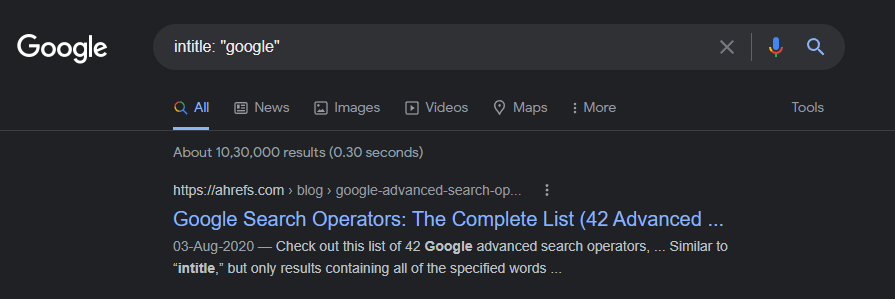 Google
intitle: "google"
All News Images Videos Maps More Tools
About 10,30,000 results (0.30 seconds)
https://ahrefs.com › blog › google-advanced-search-op...
Google Search Operators: The Complete List (42 Advanced ...
03-Aug-2020 — Check out this list of 42 Google advanced search operators, ... Similar to
“intitle,” but only results containing all of the specified words ...